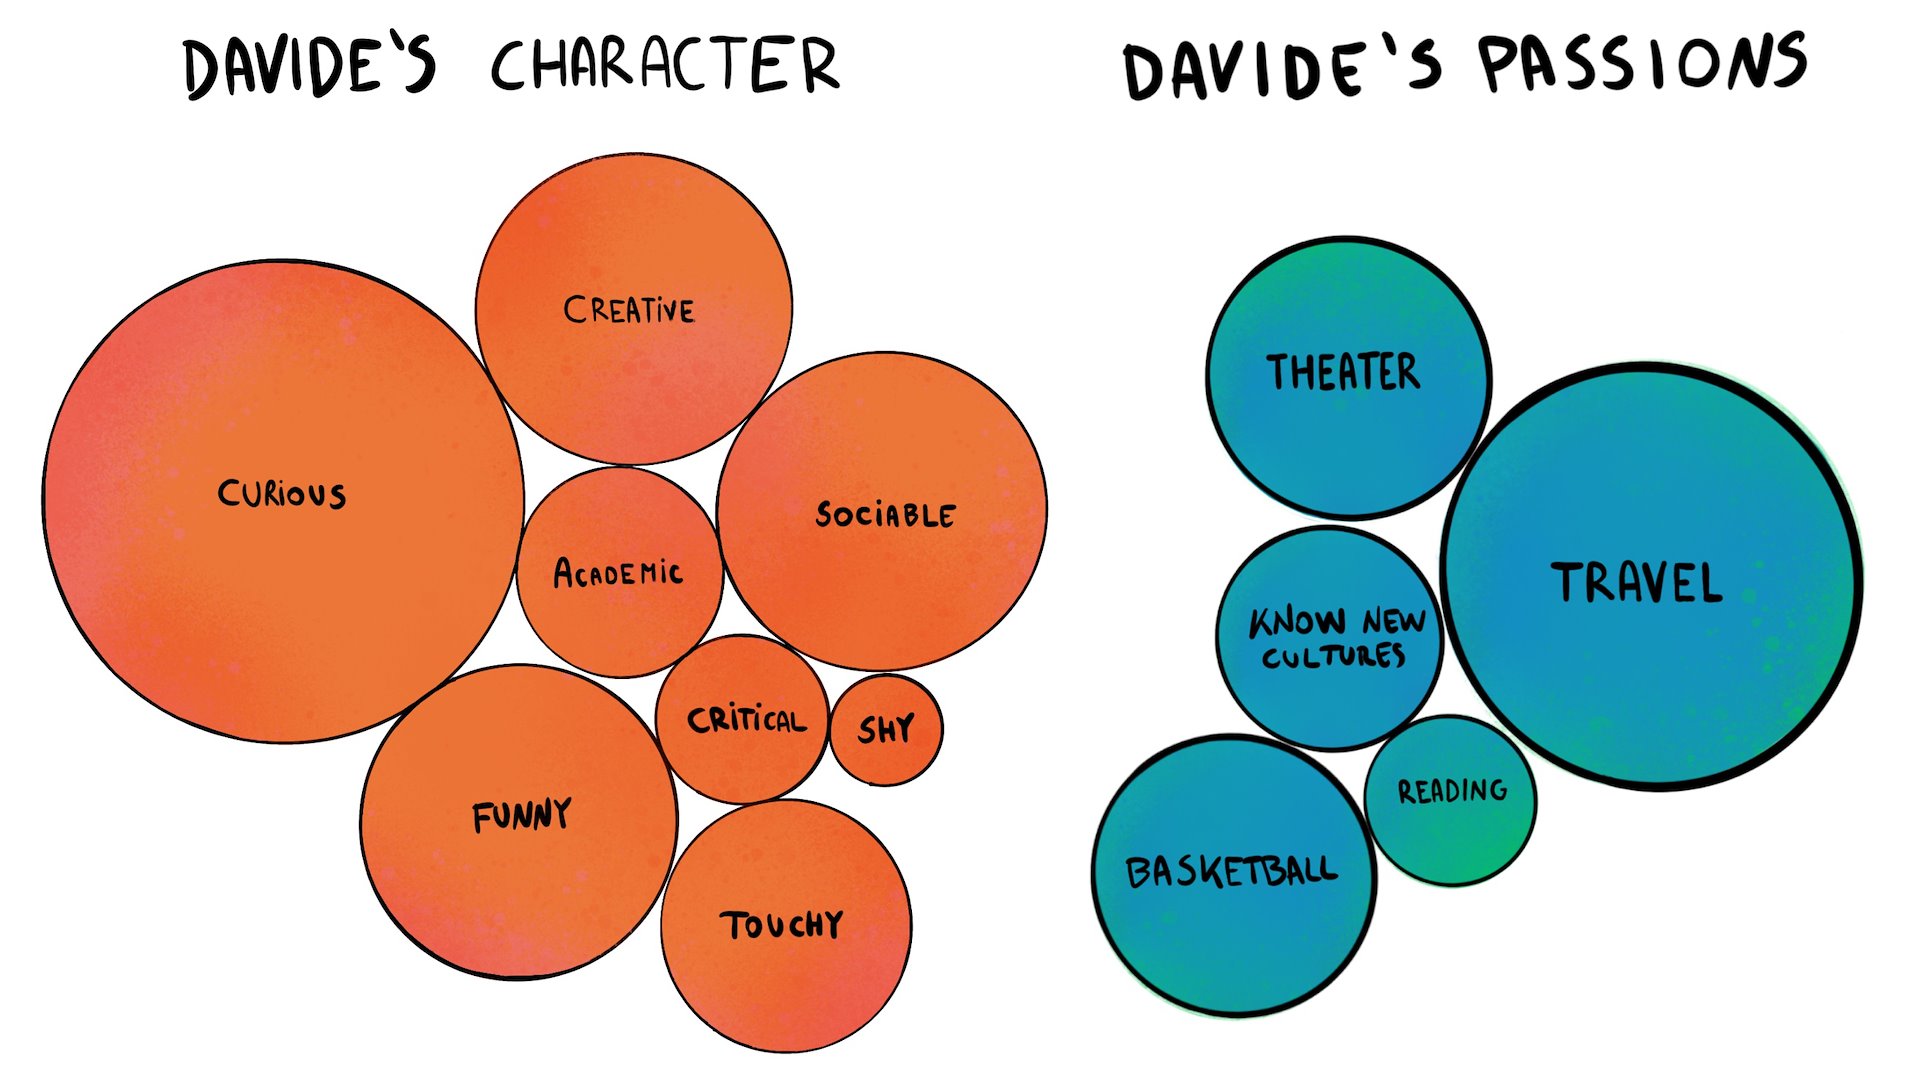 DAVIDE'S CHARACTER
CREATiVE
CURiOUS
SOCiABLE
ACADEMiC
CRiTiCAL
SHY
FUNNY
TOUCHY
DAVIDE'S PASSIONS
THEATER
TRAVEL
KNOW NEW
CULTURES
READING
BASKETBALL